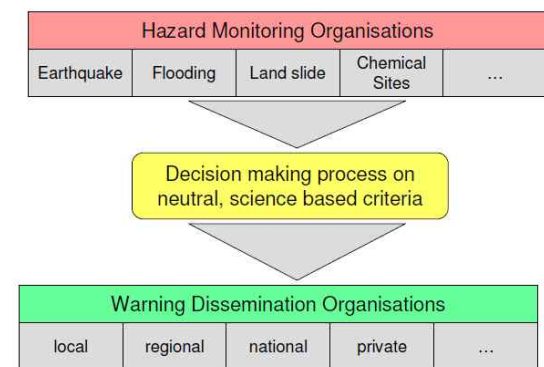 Hazard Monitoring Organisations
Earthquake
Flooding
Land slide
Chemical
Sites
…
Decision making process on
neutral, science based criteria
Warning Dissemination Organisations
local
regional
national
private
…